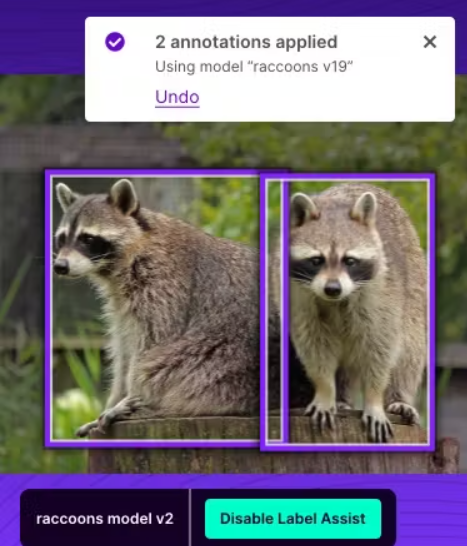 2 annotations applied
Using model “raccoons v19”
Undo
raccoons model v2
Disable Label Assist